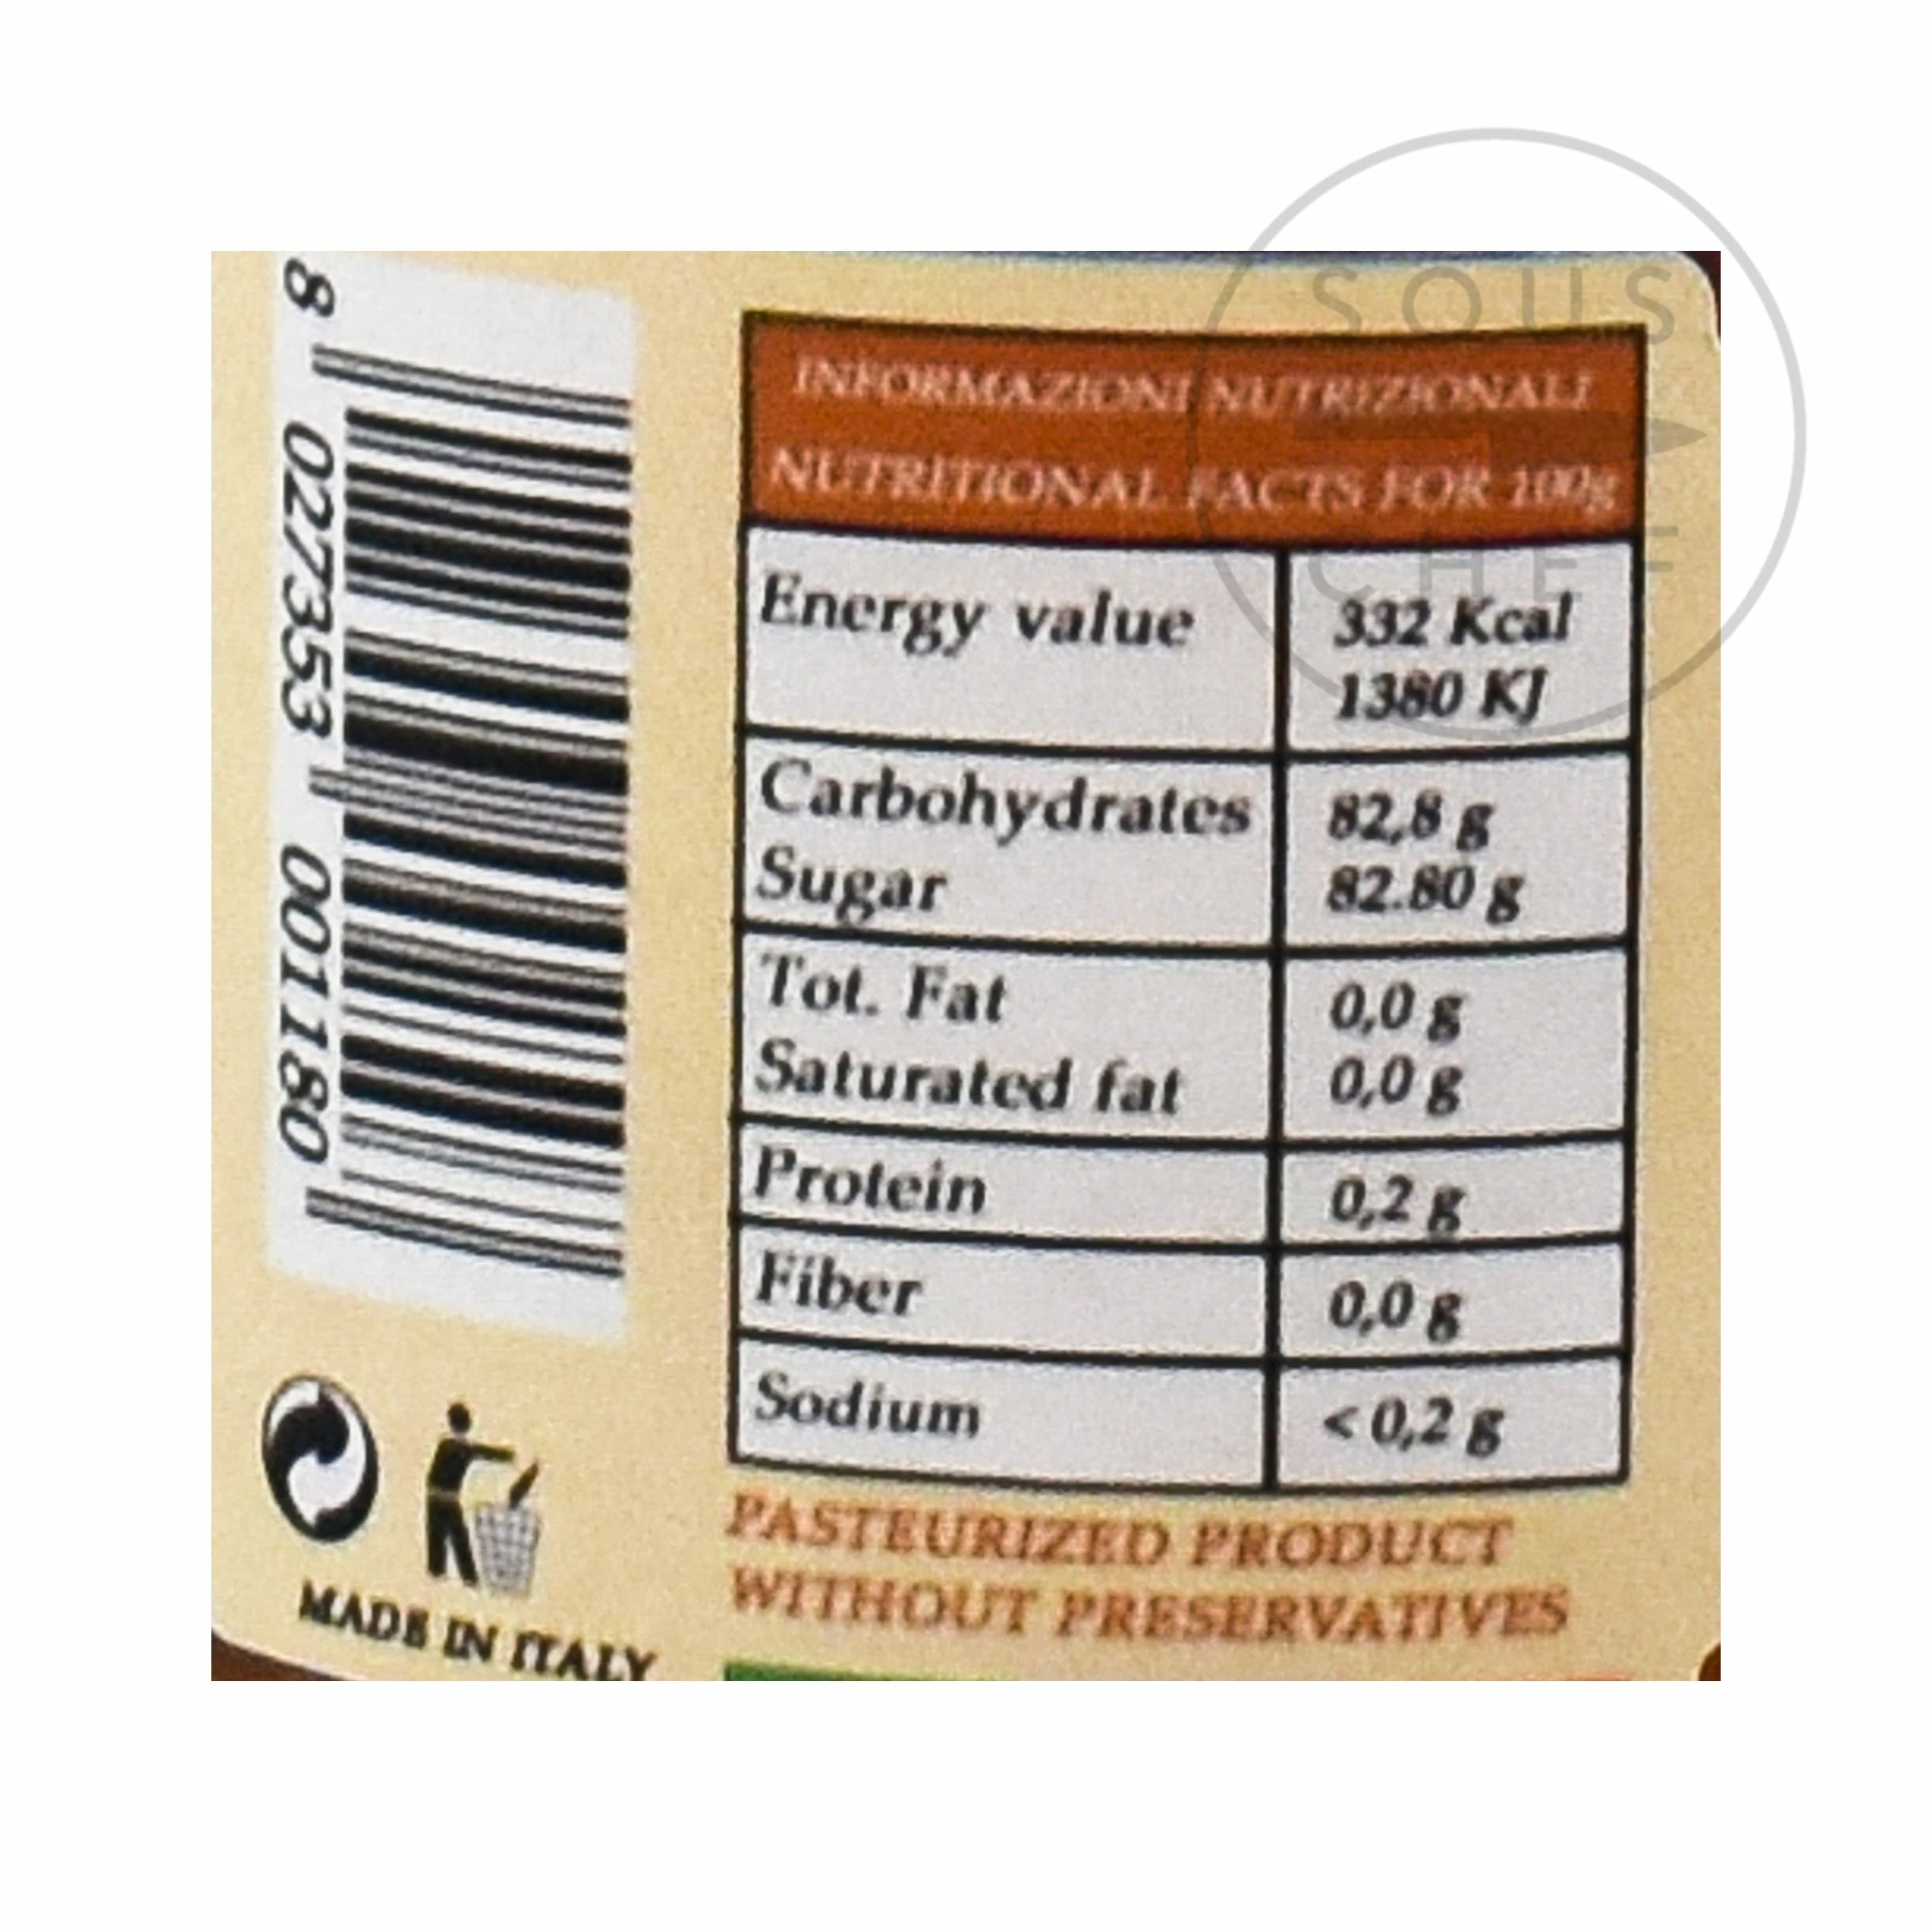 SOUS
CHEF
8 027353 001180
INFORMAZIONI NUTRIZIONALI
NUTRITIONAL FACTS FOR 100g
Energy value 332 Kcal
1380 KJ
Carbohydrates 82,8 g
Sugar 82.80 g
Tot. Fat 0,0 g
Saturated fat 0,0 g
Protein 0,2 g
Fiber 0,0 g
Sodium < 0,2 g
PASTEURIZED PRODUCT
WITHOUT PRESERVATIVES
MADE IN ITALY